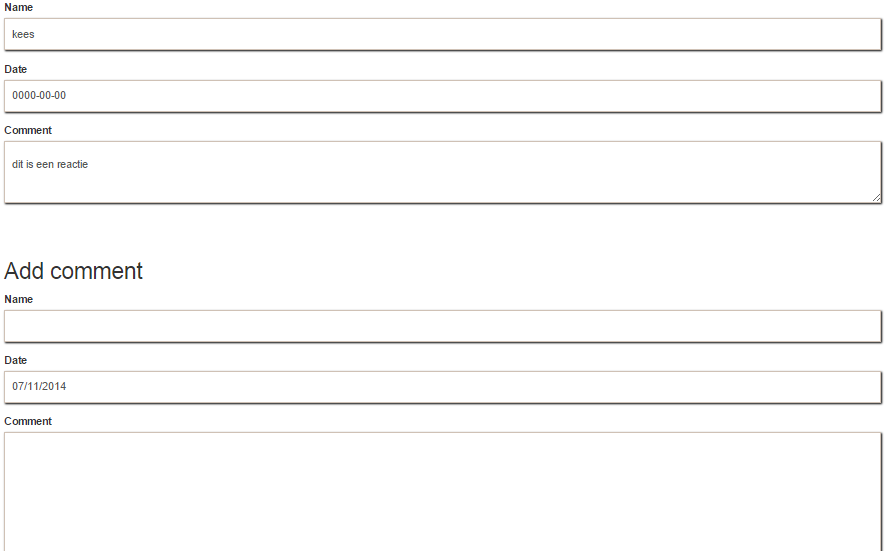 Name
kees
Date
0000-00-00
Comment
dit is een reactie
Add comment
Name
Date
07/11/2014
Comment